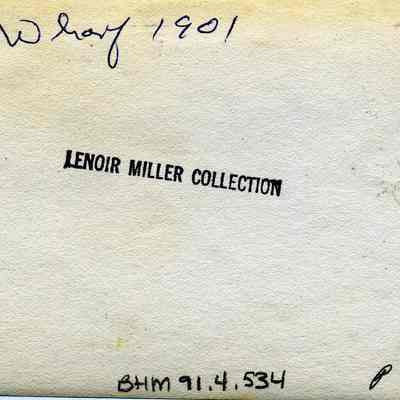 Wharf 1901
LENOIR MILLER COLLECTION
BHM 91.4.534
P